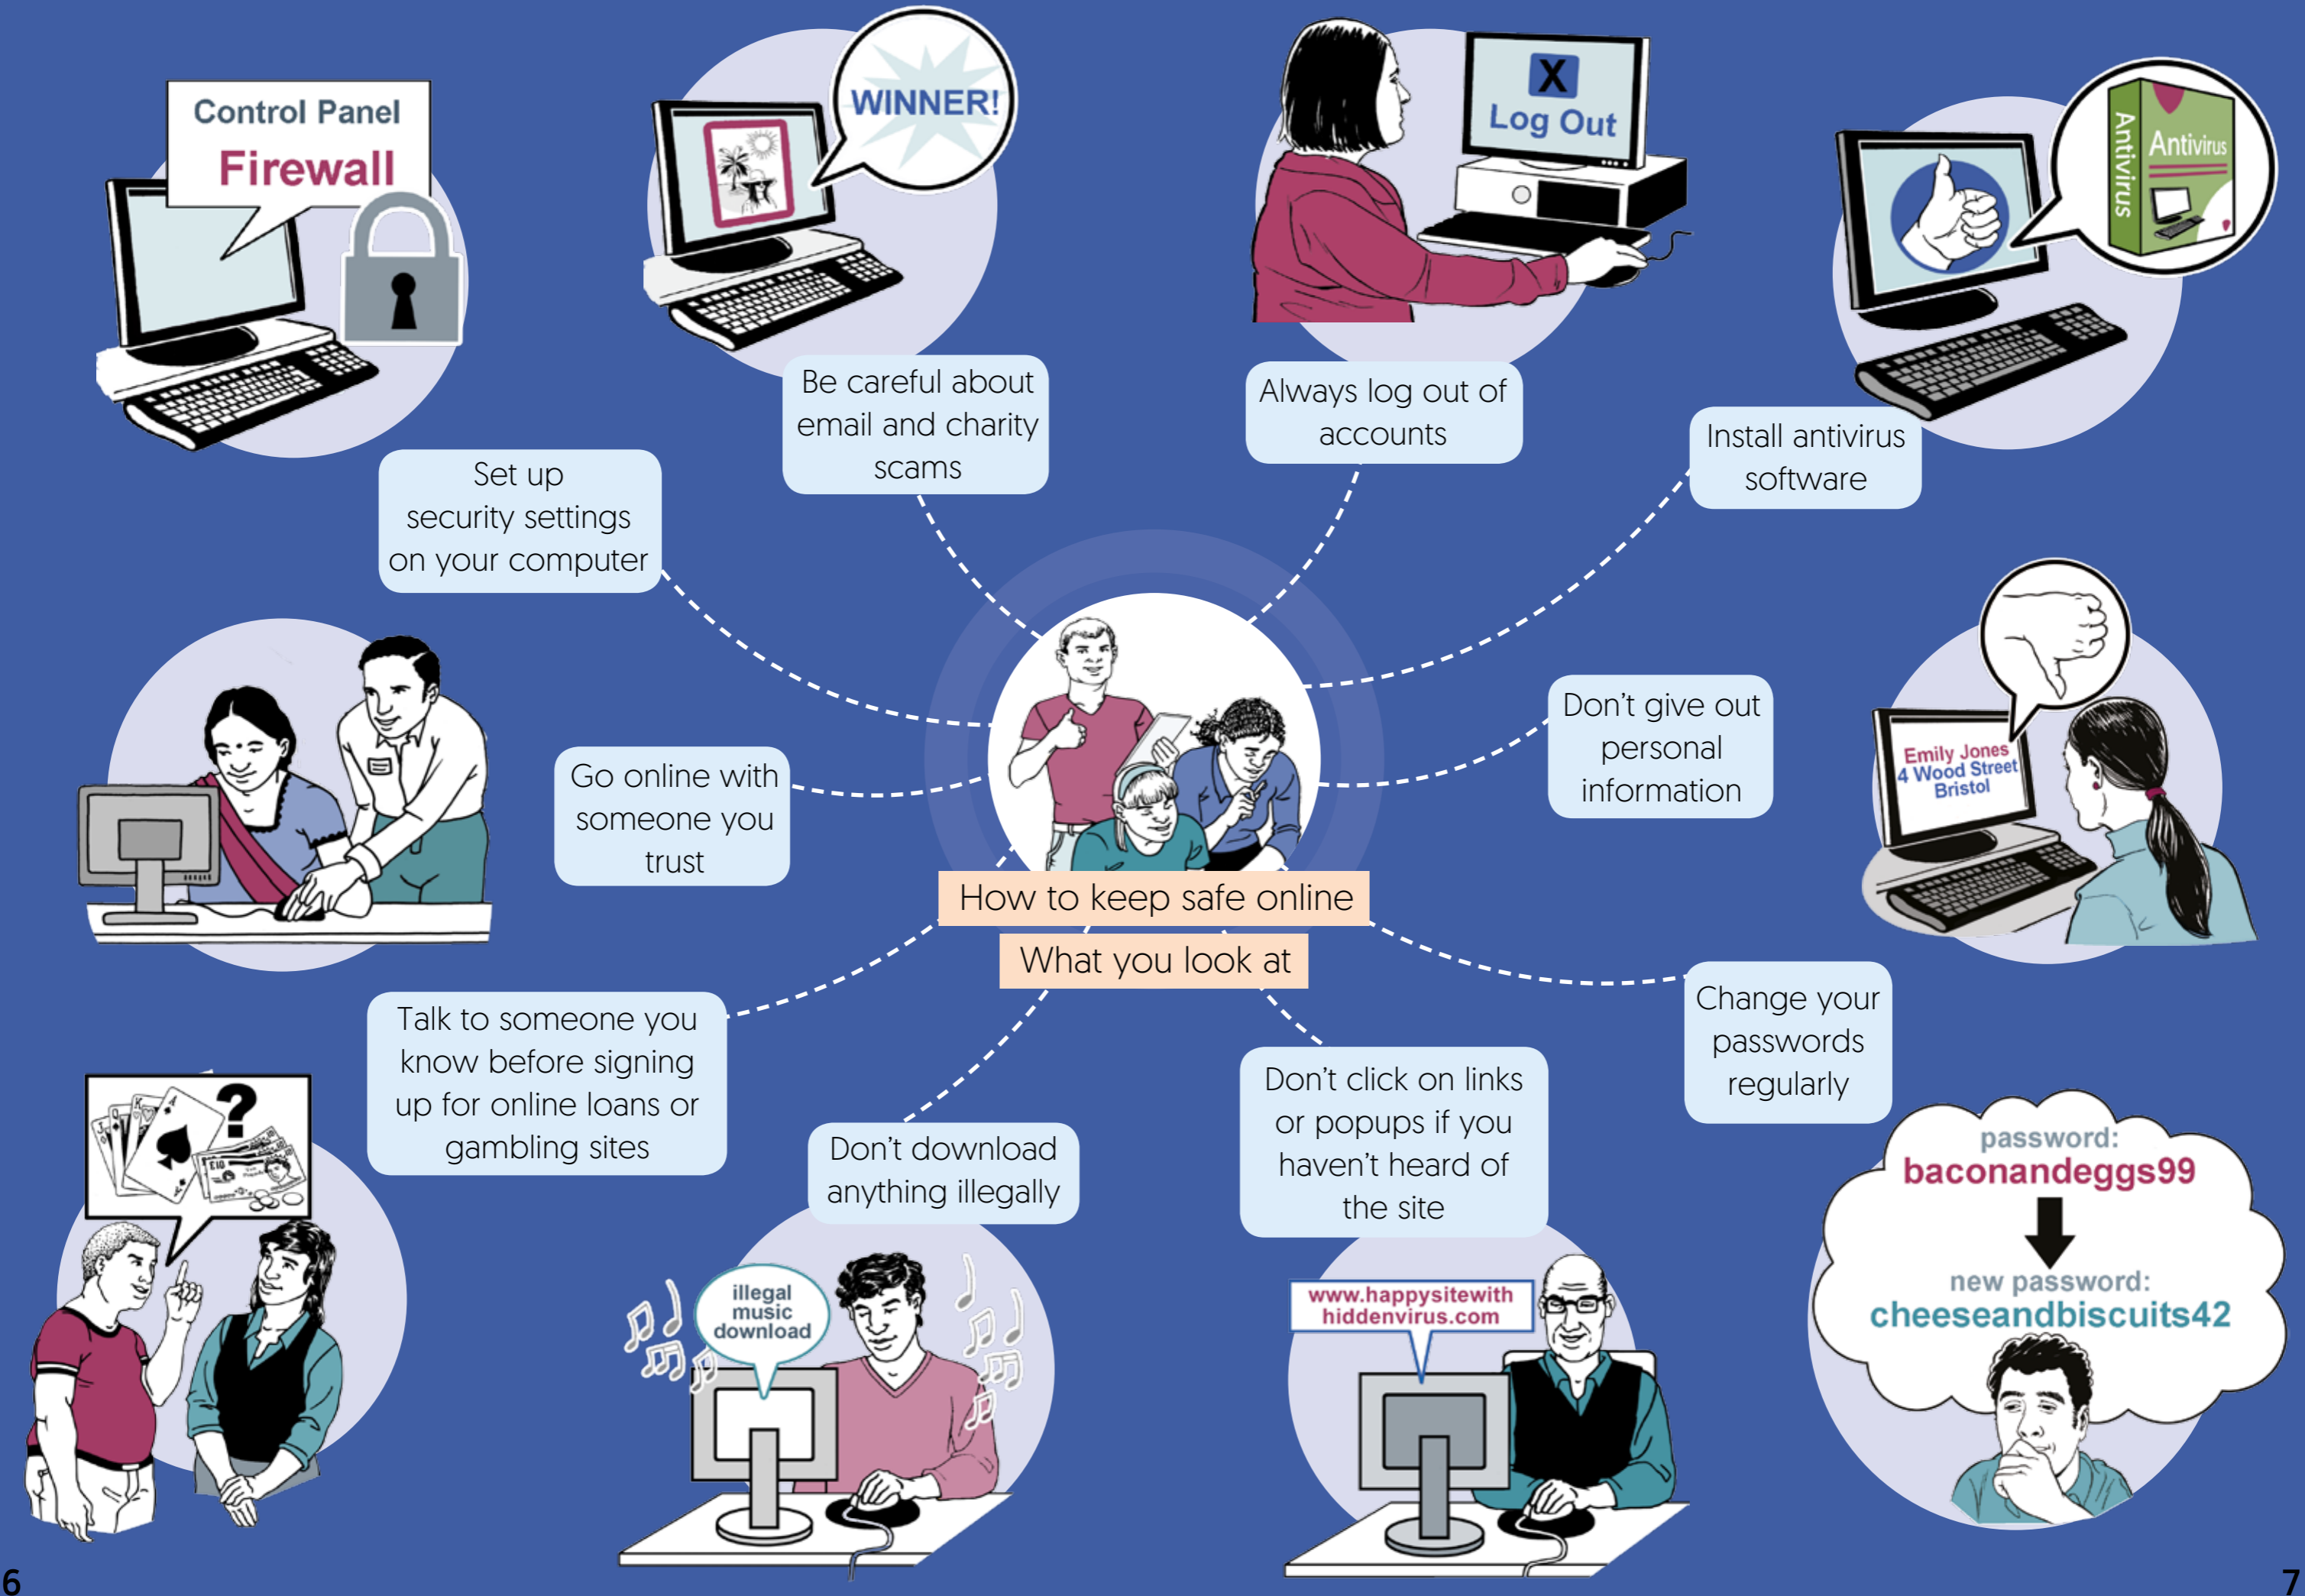 Control Panel
Firewall
Set up
security settings
on your computer
WINNER!
Be careful about
email and charity
scams
X
Log Out
Always log out of
accounts
Antivirus
Antivirus
Install antivirus
software
Go online with
someone you
trust
How to keep safe online
What you look at
Don't give out
personal
information
Emily Jones
4 Wood Street
Bristol
Talk to someone you
know before signing
up for online loans or
gambling sites
J
Q
K
A
?
£10
Don't download
anything illegally
illegal
music
download
Don't click on links
or popups if you
haven't heard of
the site
www.happysitewith
hiddenvirus.com
Change your
passwords
regularly
password:
baconandeggs99
new password:
cheeseandbiscuits42
6
7